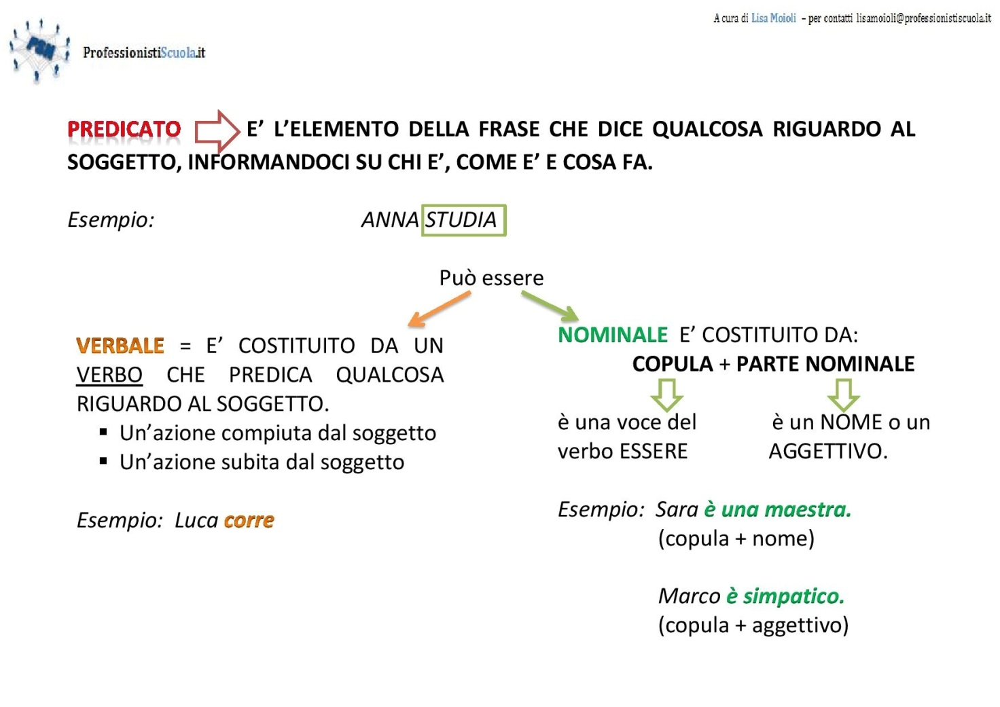 A cura di Lisa Moioli – per contatti lisamoioli@professionistiscuola.it
PSN
ProfessionistiScuola.it
PREDICATO E’ L’ELEMENTO DELLA FRASE CHE DICE QUALCOSA RIGUARDO AL
SOGGETTO, INFORMANDOCI SU CHI E’, COME E’ E COSA FA.
Esempio: ANNA STUDIA
Può essere
VERBALE = E’ COSTITUITO DA UN
VERBO CHE PREDICA QUALCOSA
RIGUARDO AL SOGGETTO.
▪ Un’azione compiuta dal soggetto
▪ Un’azione subita dal soggetto
Esempio: Luca corre
NOMINALE E’ COSTITUITO DA:
COPULA + PARTE NOMINALE
è una voce del
verbo ESSERE
è un NOME o un
AGGETTIVO.
Esempio: Sara è una maestra.
(copula + nome)
Marco è simpatico.
(copula + aggettivo)